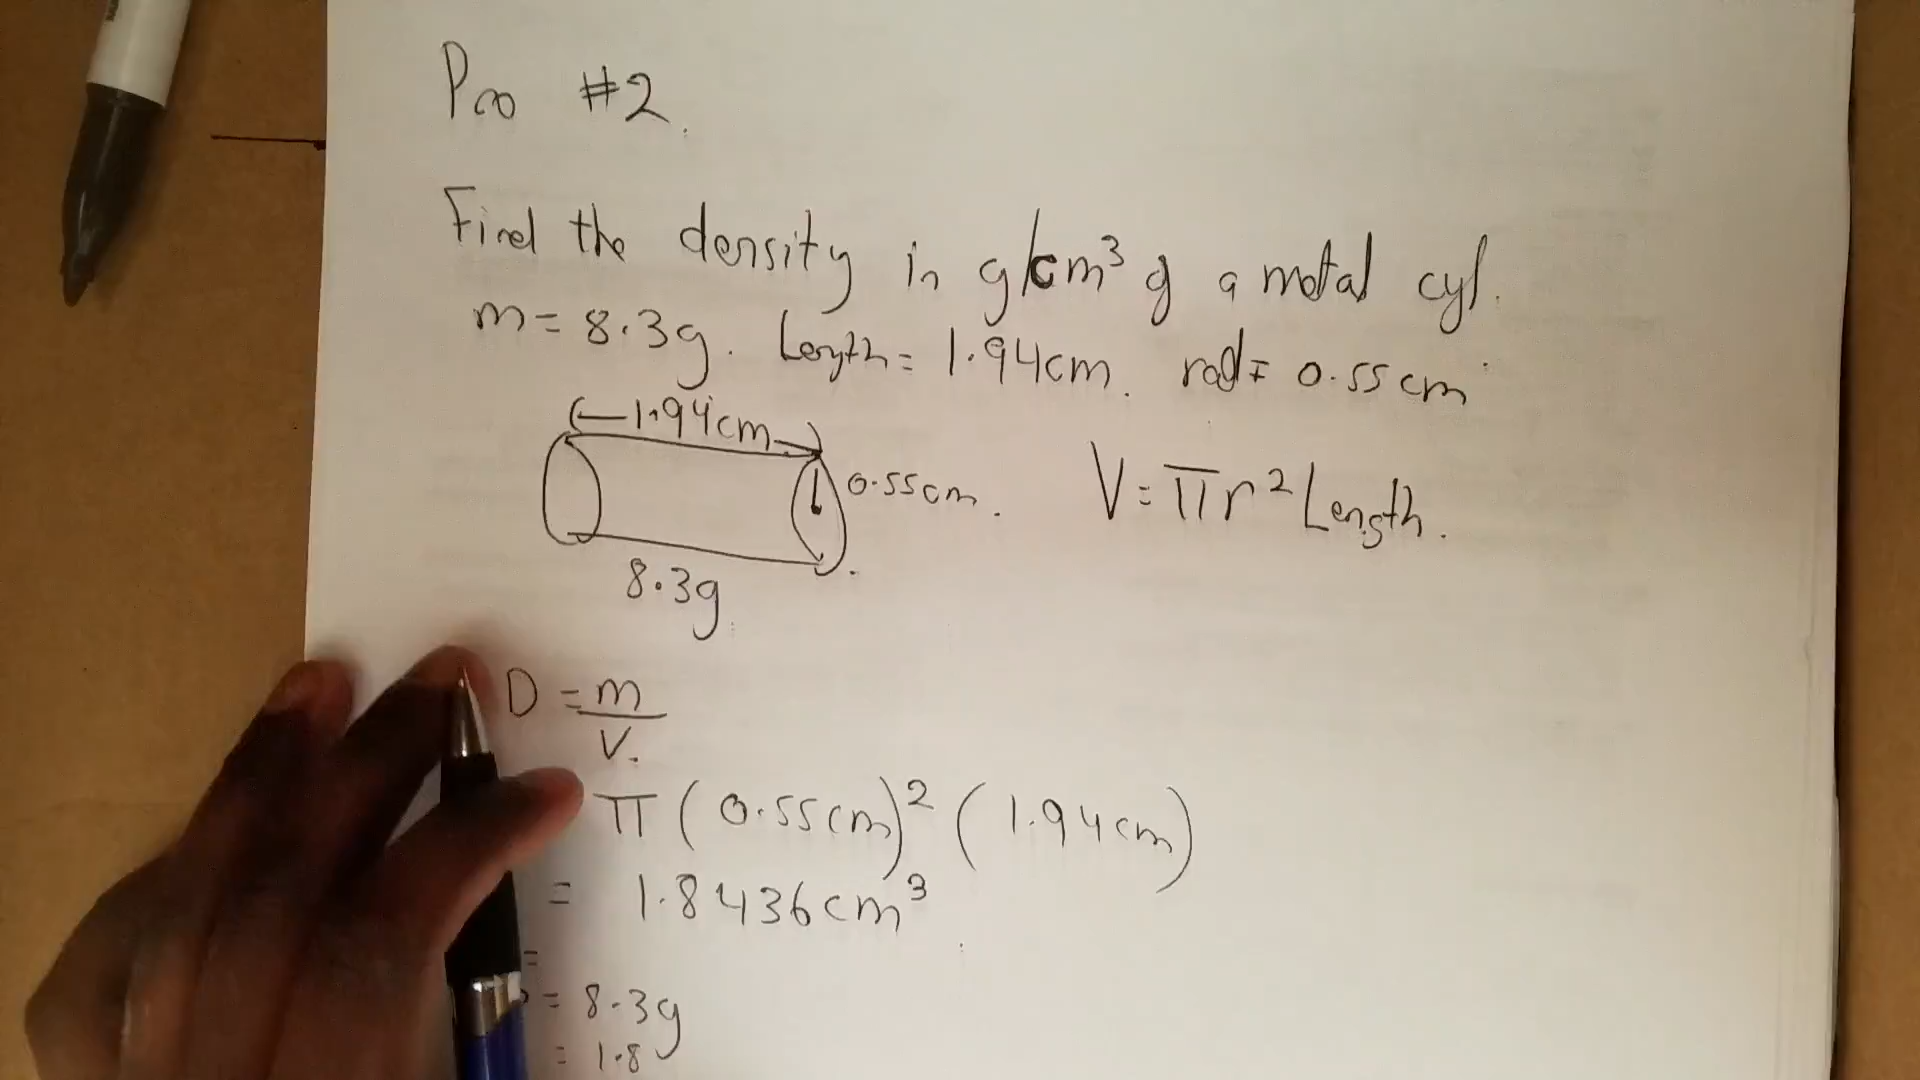 Pro #2.
Find the density in g/cm³ of a metal cyl.
m = 8.3g. Length = 1.94cm. rad = 0.55cm
1.94cm
0.55cm.
V = πr² Length.
8.3g
D = m
V.
π (0.55cm)² (1.94cm)
= 1.8436cm³
=
= 8.3g
= 1.8